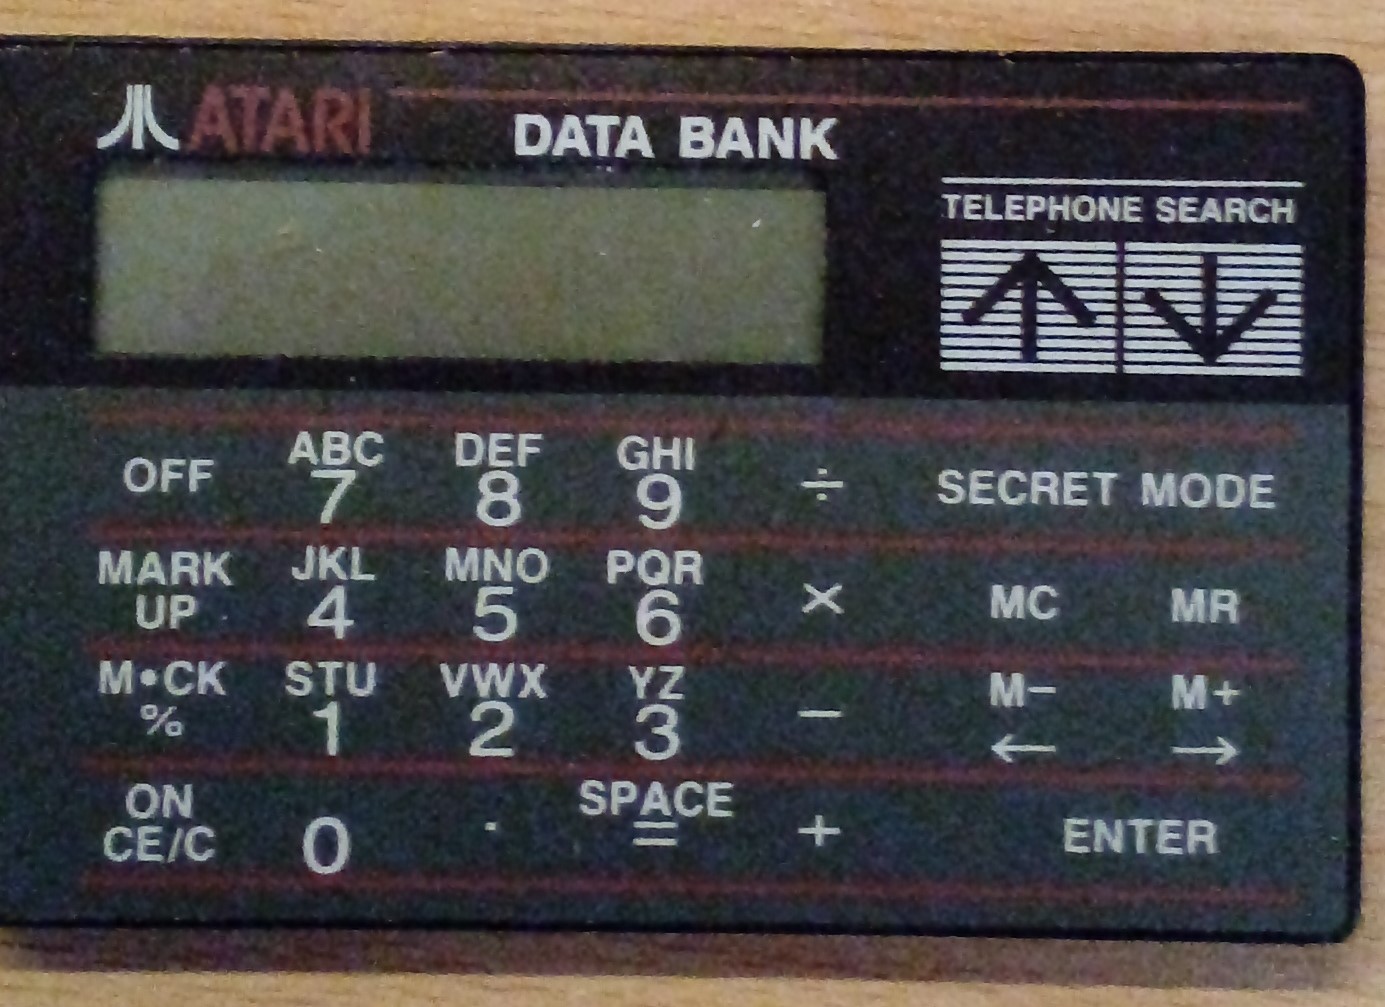 ATARI
DATA BANK
TELEPHONE SEARCH
↑ ↓
OFF ABC 7 DEF 8 GHI 9 ÷ SECRET MODE
MARK UP JKL 4 MNO 5 PQR 6 × MC MR
M•CK % STU 1 VWX 2 YZ 3 − M− ← M+ →
ON CE/C 0 . SPACE = + ENTER